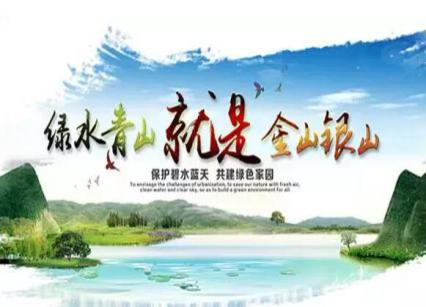 绿水青山就是金山银山
保护碧水蓝天 共建绿色家园
To envisage the challenges of urbanisation, to save our nature with fresh air,
clean water and clear sky, so as to build a green environment for all.